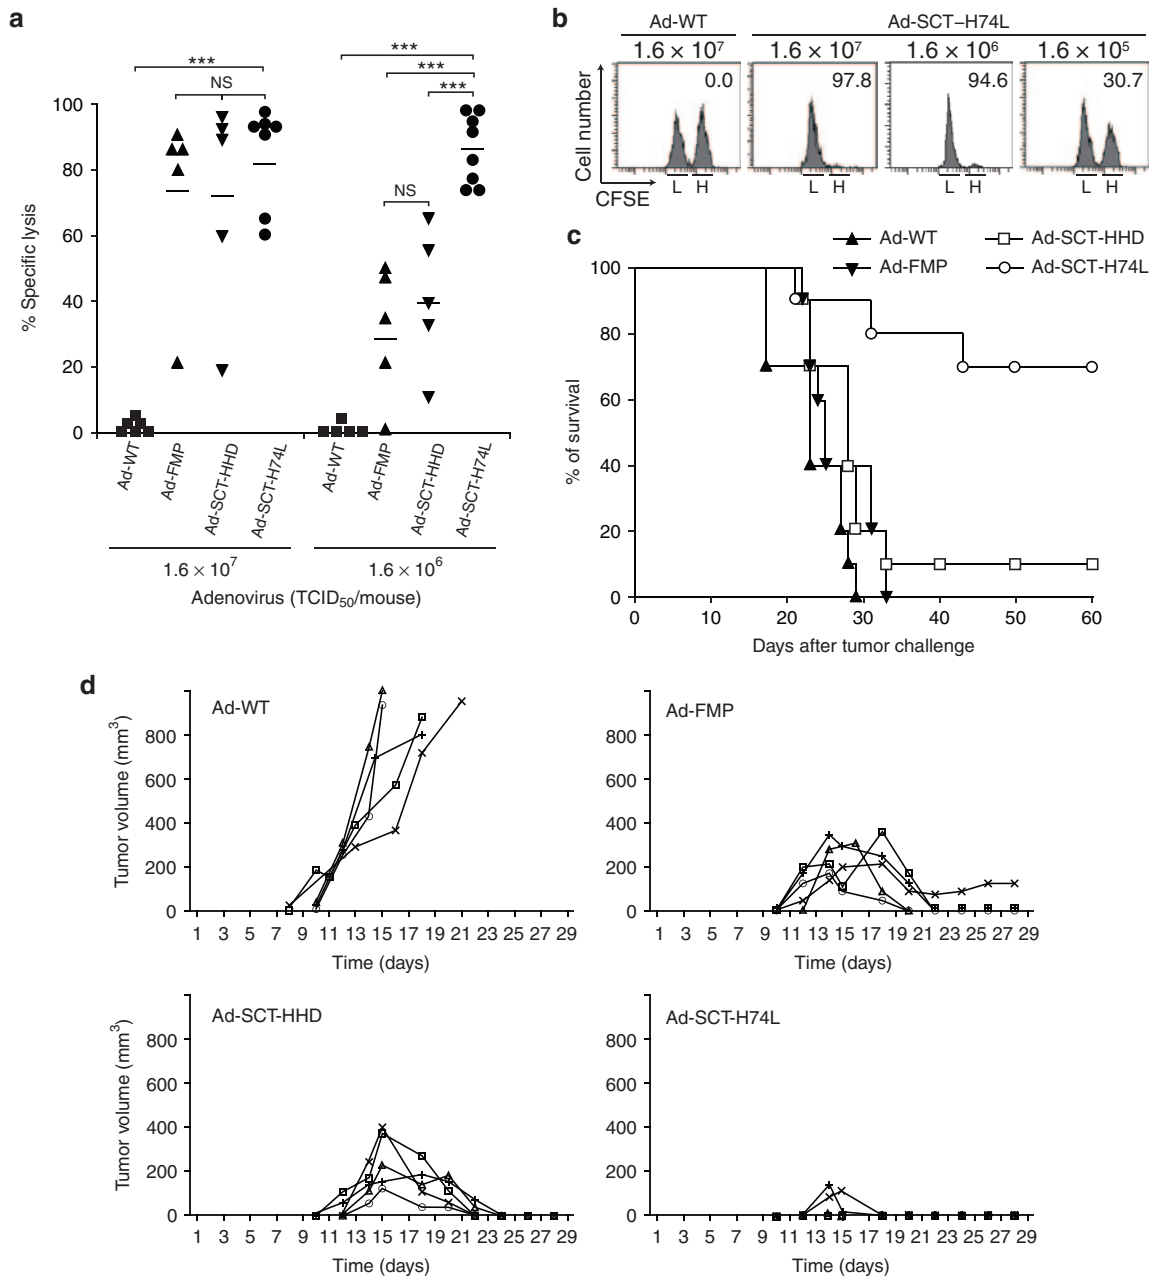 a
***
NS
***
***
***
NS
% Specific lysis
100
80
60
40
20
0
Ad-WT
Ad-FMP
Ad-SCT-HHD
Ad-SCT-H74L
Ad-WT
Ad-FMP
Ad-SCT-HHD
Ad-SCT-H74L
1.6 × 10⁷
1.6 × 10⁶
Adenovirus (TCID₅₀/mouse)
b
Ad-WT
Ad-SCT–H74L
1.6 × 10⁷
1.6 × 10⁷
1.6 × 10⁶
1.6 × 10⁵
0.0
97.8
94.6
30.7
Cell number
CFSE
L H
L H
L H
L H
c
Ad-WT
Ad-SCT-HHD
Ad-FMP
Ad-SCT-H74L
% of survival
100
80
60
40
20
0
0 10 20 30 40 50 60
Days after tumor challenge
d
Ad-WT
Tumor volume (mm³)
800
600
400
200
0
1 3 5 7 9 11 13 15 17 19 21 23 25 27 29
Time (days)
Ad-FMP
800
600
400
200
0
1 3 5 7 9 11 13 15 17 19 21 23 25 27 29
Time (days)
Ad-SCT-HHD
Tumor volume (mm³)
800
600
400
200
0
1 3 5 7 9 11 13 15 17 19 21 23 25 27 29
Time (days)
Ad-SCT-H74L
800
600
400
200
0
1 3 5 7 9 11 13 15 17 19 21 23 25 27 29
Time (days)